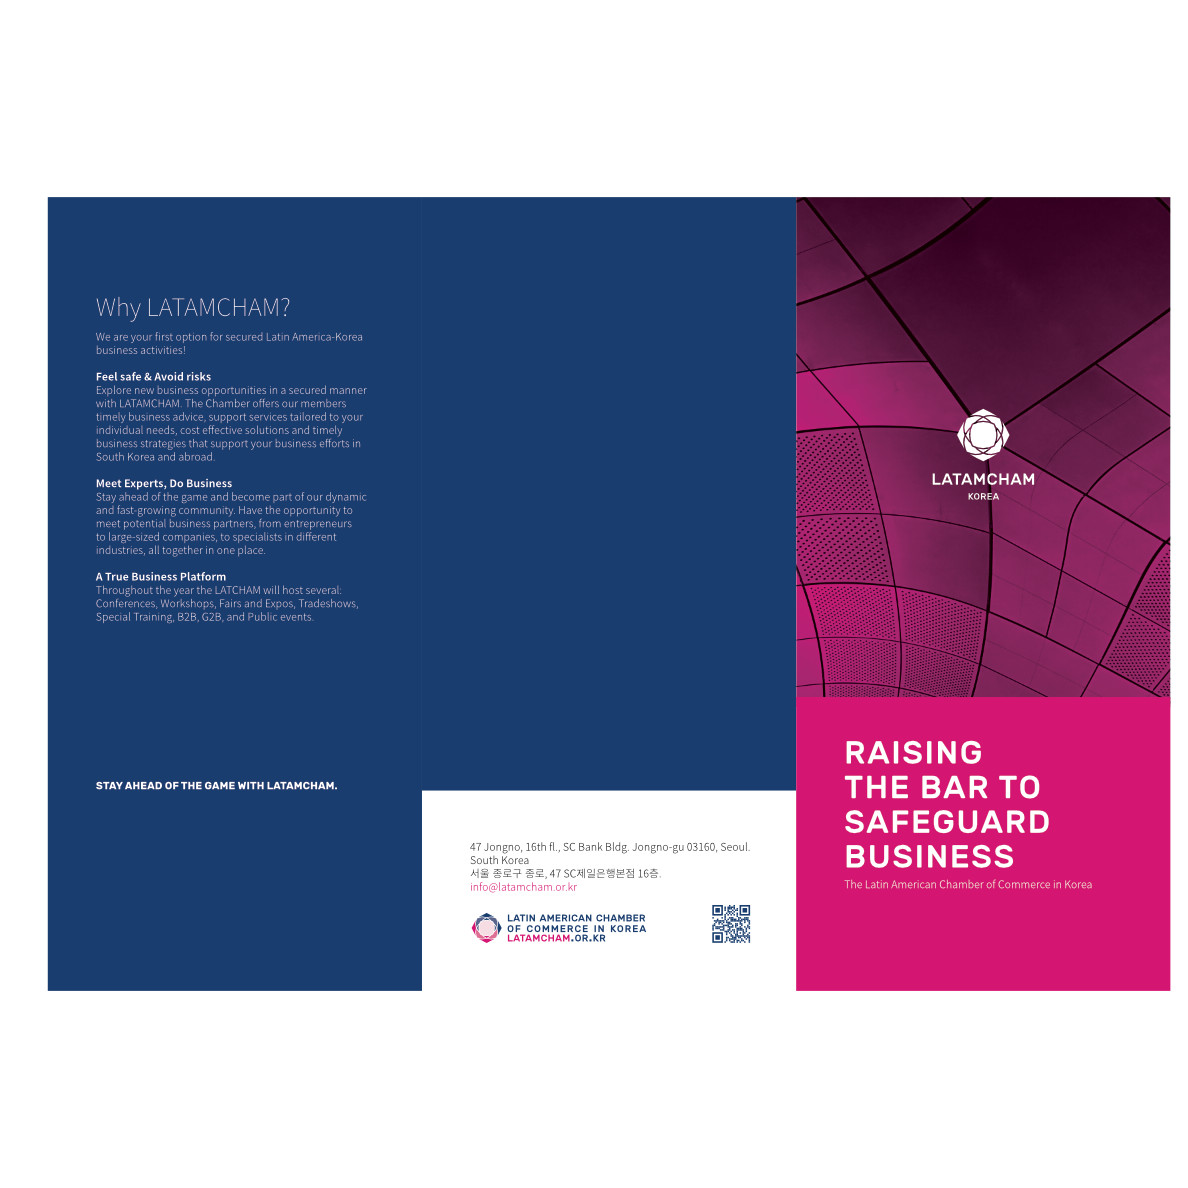 Why LATAMCHAM?
We are your first option for secured Latin America-Korea
business activities!
Feel safe & Avoid risks
Explore new business opportunities in a secured manner
with LATAMCHAM. The Chamber offers our members
timely business advice, support services tailored to your
individual needs, cost effective solutions and timely
business strategies that support your business efforts in
South Korea and abroad.
Meet Experts, Do Business
Stay ahead of the game and become part of our dynamic
and fast-growing community. Have the opportunity to
meet potential business partners, from entrepreneurs
to large-sized companies, to specialists in different
industries, all together in one place.
A True Business Platform
Throughout the year the LATCHAM will host several:
Conferences, Workshops, Fairs and Expos, Tradeshows,
Special Training, B2B, G2B, and Public events.
STAY AHEAD OF THE GAME WITH LATAMCHAM.
47 Jongno, 16th fl., SC Bank Bldg. Jongno-gu 03160, Seoul.
South Korea
서울 종로구 종로, 47 SC제일은행본점 16층.
info@latamcham.or.kr
LATIN AMERICAN CHAMBER
OF COMMERCE IN KOREA
LATAMCHAM.OR.KR
LATAMCHAM
KOREA
RAISING
THE BAR TO
SAFEGUARD
BUSINESS
The Latin American Chamber of Commerce in Korea